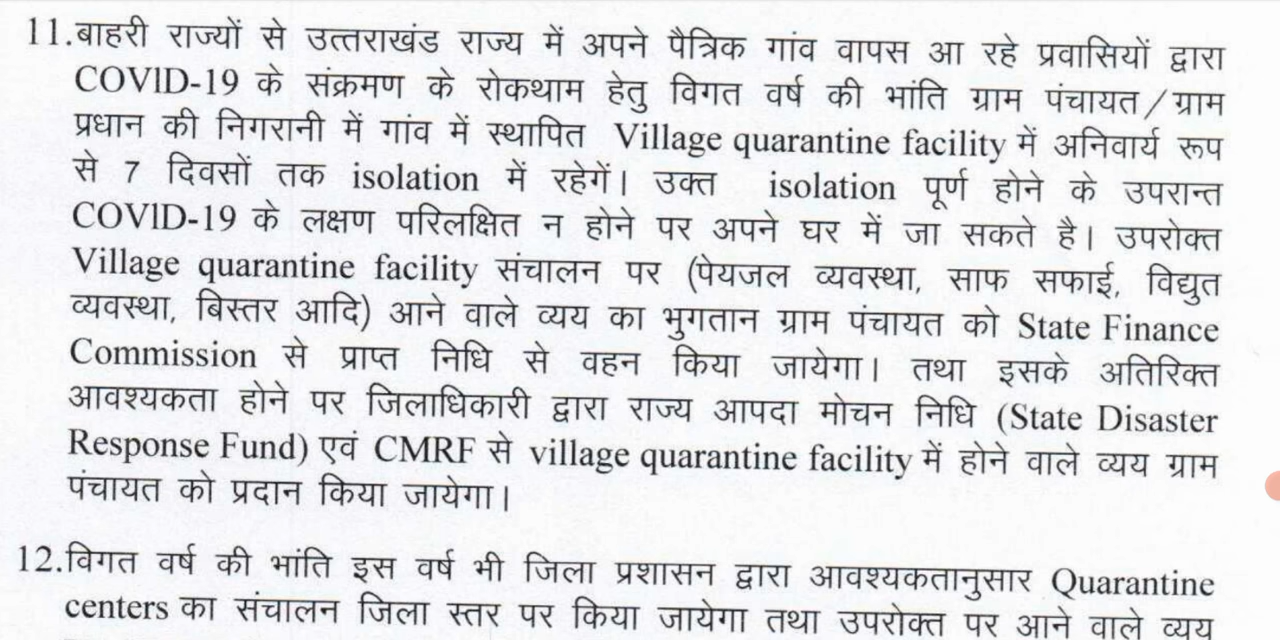 11.बाहरी राज्यों से उत्तराखंड राज्य में अपने पैत्रिक गांव वापस आ रहे प्रवासियों द्वारा
COVID-19 के संक्रमण के रोकथाम हेतु विगत वर्ष की भांति ग्राम पंचायत/ग्राम
प्रधान की निगरानी में गांव में स्थापित Village quarantine facility में अनिवार्य रूप
से 7 दिवसों तक isolation में रहेगें। उक्त isolation पूर्ण होने के उपरान्त
COVID-19 के लक्षण परिलक्षित न होने पर अपने घर में जा सकते है। उपरोक्त
Village quarantine facility संचालन पर (पेयजल व्यवस्था, साफ सफाई, विद्युत
व्यवस्था, बिस्तर आदि) आने वाले व्यय का भुगतान ग्राम पंचायत को State Finance
Commission से प्राप्त निधि से वहन किया जायेगा। तथा इसके अतिरिक्त
आवश्यकता होने पर जिलाधिकारी द्वारा राज्य आपदा मोचन निधि (State Disaster
Response Fund) एवं CMRF से village quarantine facility में होने वाले व्यय ग्राम
पंचायत को प्रदान किया जायेगा।
12.विगत वर्ष की भांति इस वर्ष भी जिला प्रशासन द्वारा आवश्यकतानुसार Quarantine
centers का संचालन जिला स्तर पर किया जायेगा तथा उपरोक्त पर आने वाले व्यय